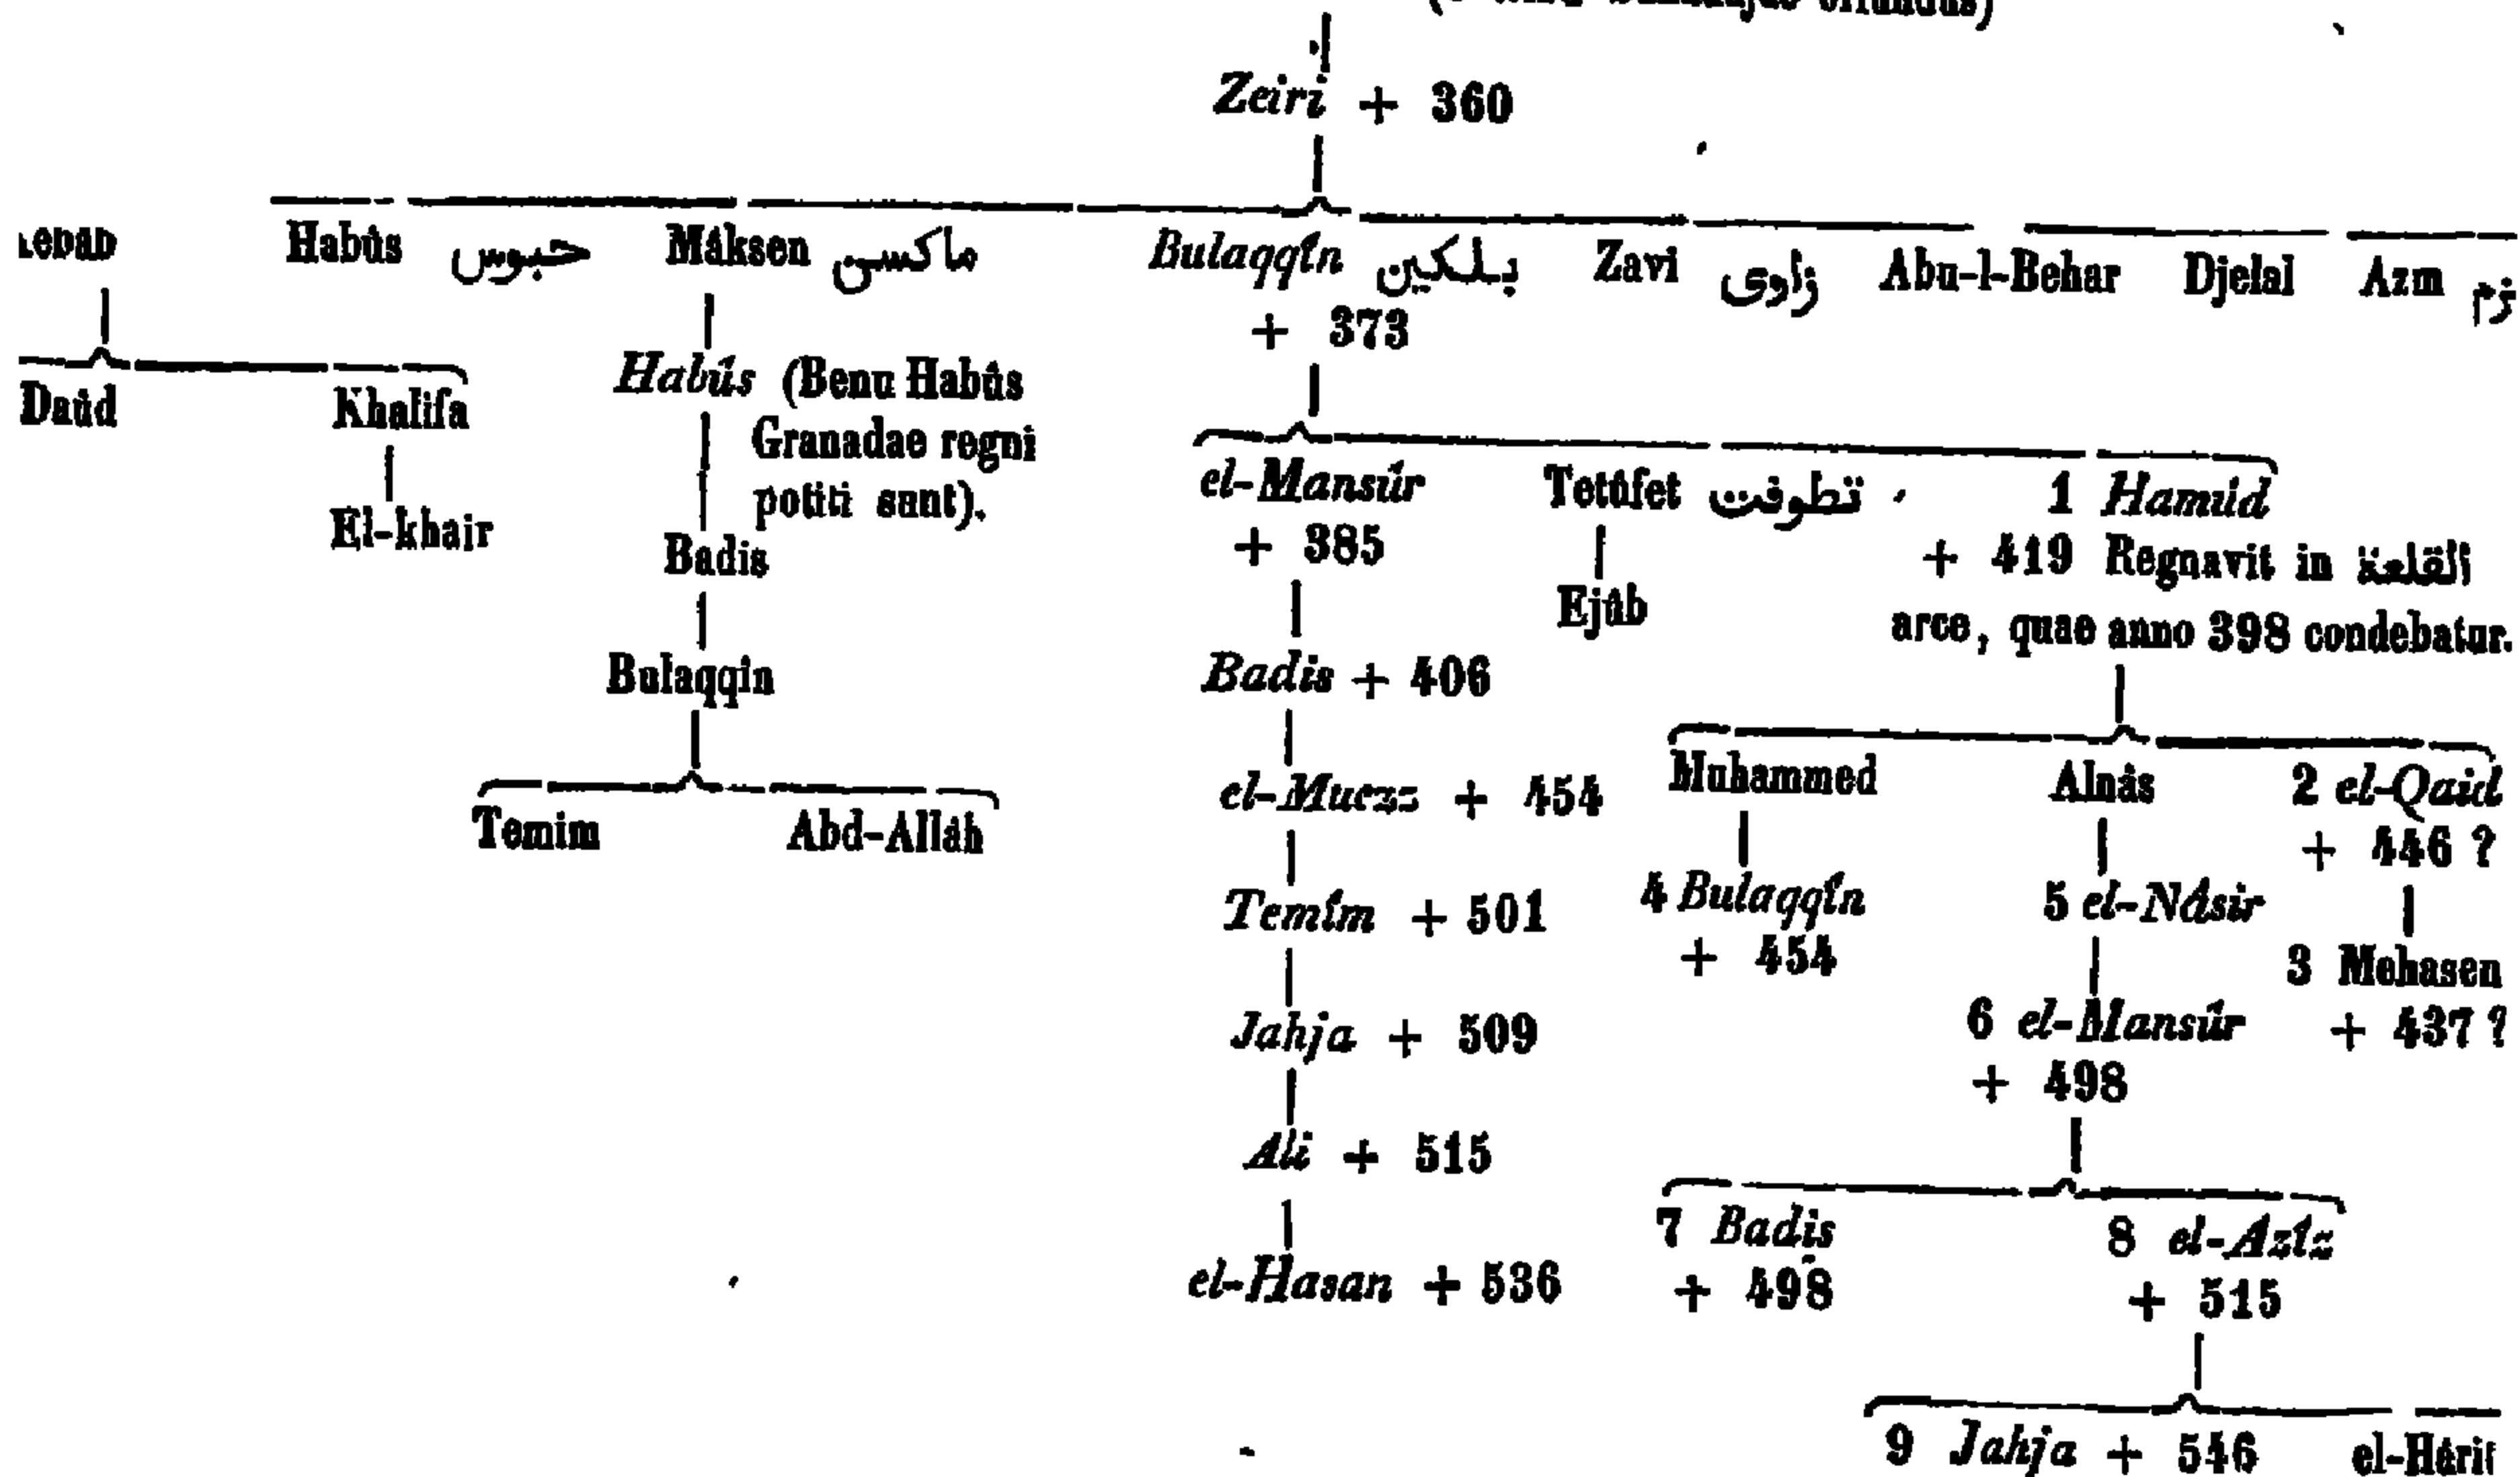 Zeiri + 360
Habûs حبوس Mâksen ماكسن Bulaqqîn بلكين Zavi زاوى Abu-l-Behar Djelal Azm
+ 373
Daûd Khalifa Habûs (Benu Habûs
Granadae regni
potiti sunt).
El-khair
Badis
Bulaqqin
Temim Abd-Allâh
el-Mansûr Tetûfet تطوفت 1 Hamûd
+ 385 + 419 Regnavit in القلعة
Ejûb arce, quae anno 398 condebatur.
Badis + 406
Muhammed Alnâs 2 el-Qaid
el-Muezz + 454 + 446 ?
4 Bulaqqîn 5 el-Nâsir
Temîm + 501
+ 454 3 Mehasen
Jahja + 509 6 el-Mansûr + 437 ?
+ 498
Ali + 515
7 Badis 8 el-Azîz
el-Hasan + 536 + 498 + 515
9 Jahja + 546